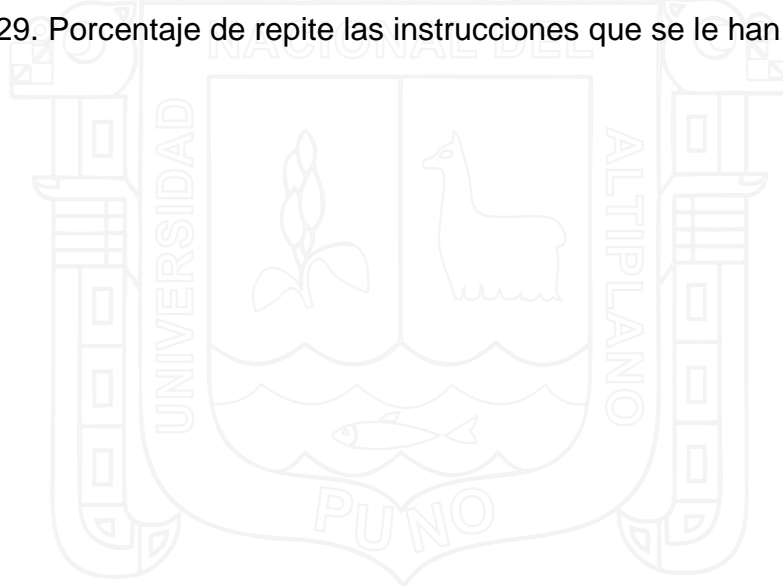 29. Porcentaje de repite las instrucciones que se le han
NACIONAL DEL
UNIVERSIDAD
ALTIPLANO
PUNO